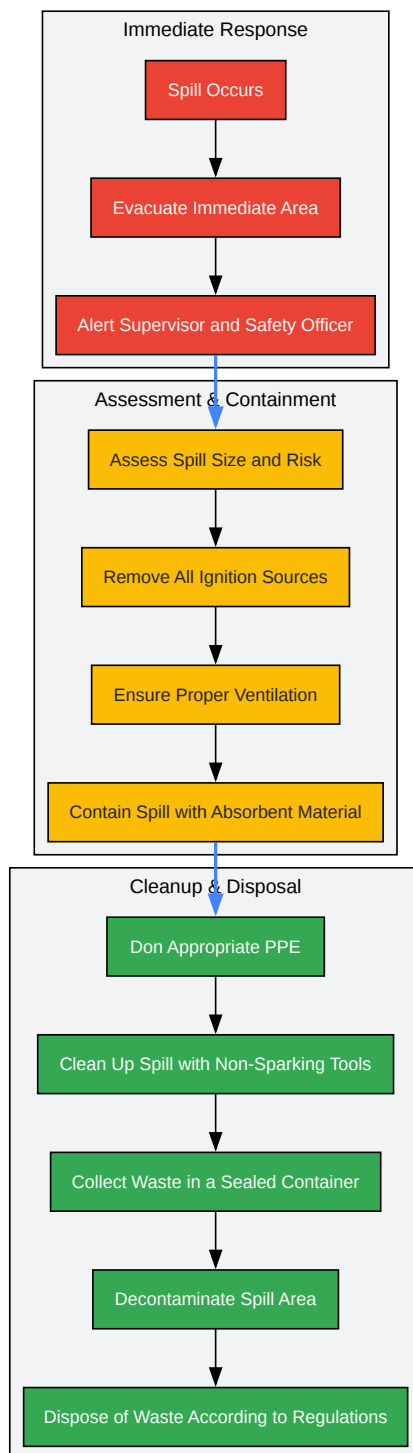 Immediate Response
Spill Occurs
Evacuate Immediate Area
Alert Supervisor and Safety Officer
Assessment & Containment
Assess Spill Size and Risk
Remove All Ignition Sources
Ensure Proper Ventilation
Contain Spill with Absorbent Material
Cleanup & Disposal
Don Appropriate PPE
Clean Up Spill with Non-Sparking Tools
Collect Waste in a Sealed Container
Decontaminate Spill Area
Dispose of Waste According to Regulations